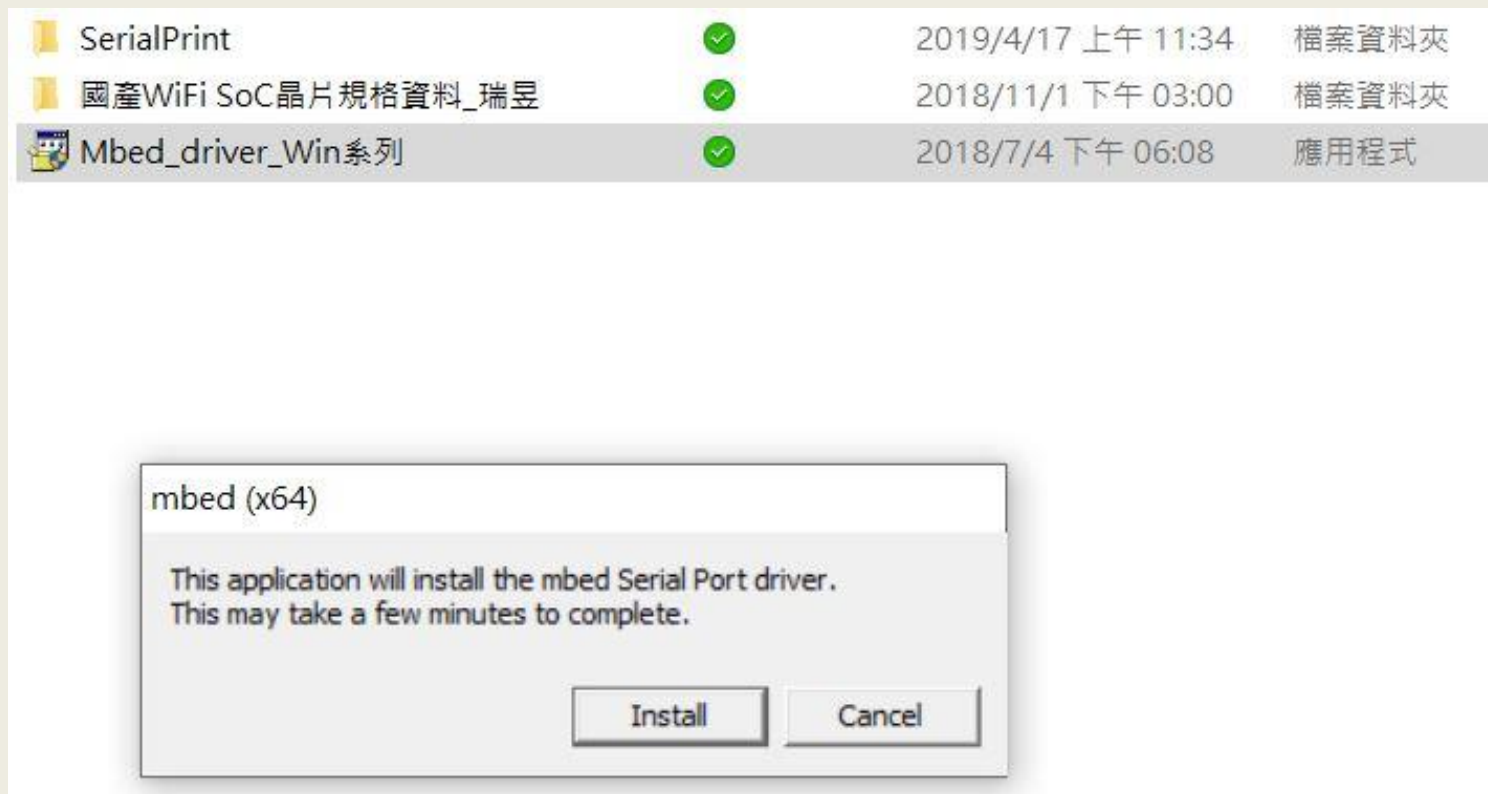 SerialPrint 2019/4/17 上午 11:34 檔案資料夾
國產WiFi SoC晶片規格資料_瑞昱 2018/11/1 下午 03:00 檔案資料夾
Mbed_driver_Win系列 2018/7/4 下午 06:08 應用程式
mbed (x64)
This application will install the mbed Serial Port driver.
This may take a few minutes to complete.
Install Cancel